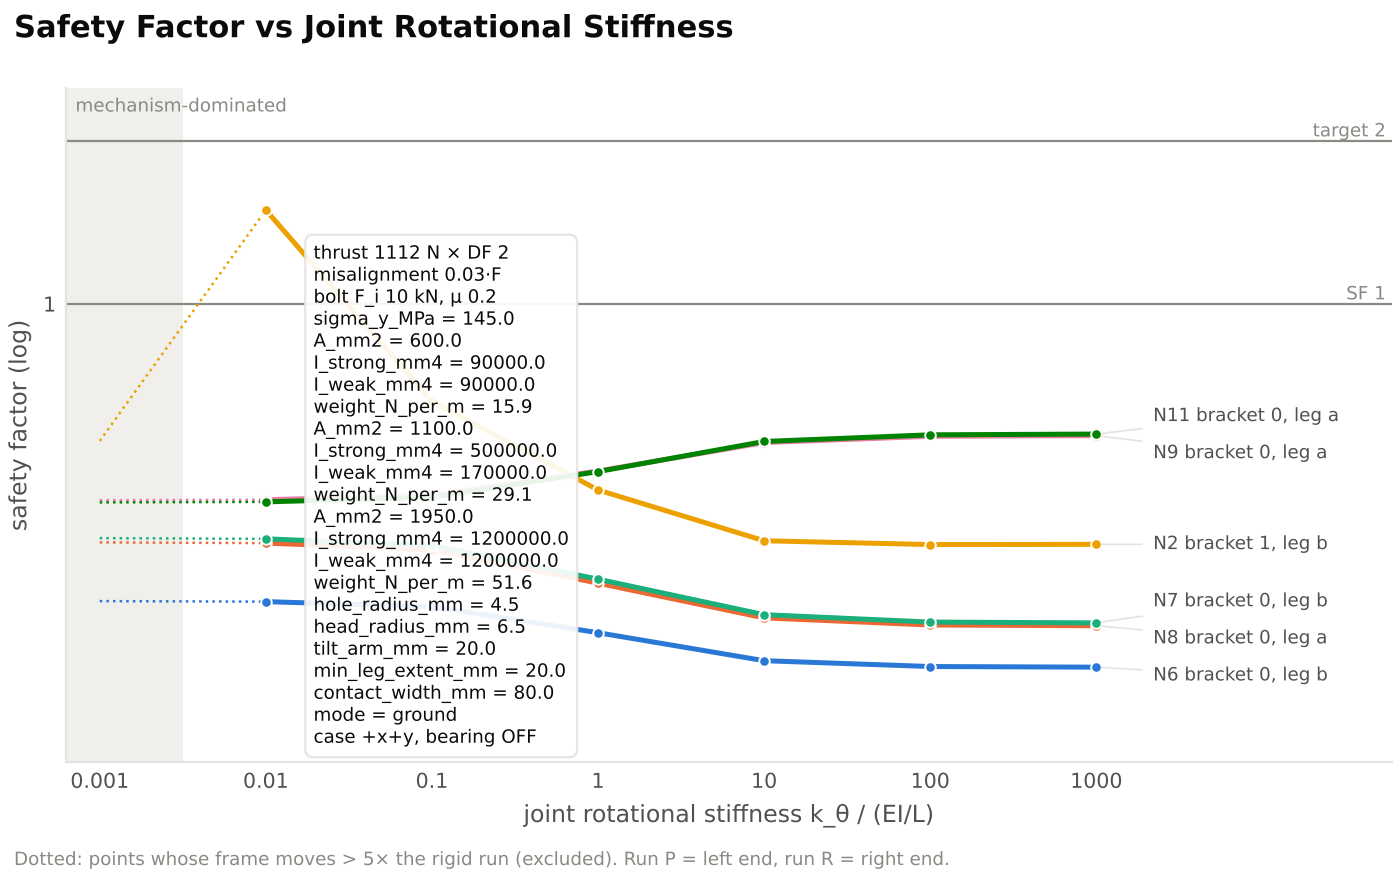 Safety Factor vs Joint Rotational Stiffness
mechanism-dominated
target 2
SF 1
1
safety factor (log)
thrust 1112 N × DF 2
misalignment 0.03·F
bolt F_i 10 kN, μ 0.2
sigma_y_MPa = 145.0
A_mm2 = 600.0
I_strong_mm4 = 90000.0
I_weak_mm4 = 90000.0
weight_N_per_m = 15.9
A_mm2 = 1100.0
I_strong_mm4 = 500000.0
I_weak_mm4 = 170000.0
weight_N_per_m = 29.1
A_mm2 = 1950.0
I_strong_mm4 = 1200000.0
I_weak_mm4 = 1200000.0
weight_N_per_m = 51.6
hole_radius_mm = 4.5
head_radius_mm = 6.5
tilt_arm_mm = 20.0
min_leg_extent_mm = 20.0
contact_width_mm = 80.0
mode = ground
case +x+y, bearing OFF
N11 bracket 0, leg a
N9 bracket 0, leg a
N2 bracket 1, leg b
N7 bracket 0, leg b
N8 bracket 0, leg a
N6 bracket 0, leg b
0.001 0.01 0.1 1 10 100 1000
joint rotational stiffness k_θ / (EI/L)
Dotted: points whose frame moves > 5× the rigid run (excluded). Run P = left end, run R = right end.